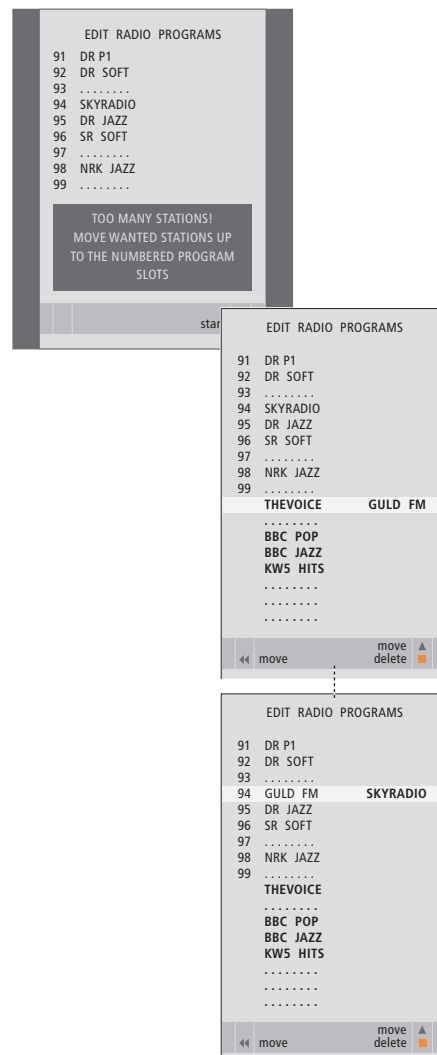 EDIT RADIO PROGRAMS
91 DR P1
92 DR SOFT
93 ........
94 SKYRADIO
95 DR JAZZ
96 SR SOFT
97 ........
98 NRK JAZZ
99 ........
TOO MANY STATIONS!
MOVE WANTED STATIONS UP
TO THE NUMBERED PROGRAM
SLOTS
star
EDIT RADIO PROGRAMS
91 DR P1
92 DR SOFT
93 ........
94 SKYRADIO
95 DR JAZZ
96 SR SOFT
97 ........
98 NRK JAZZ
99 ........
THEVOICE GULD FM
........
BBC POP
BBC JAZZ
KW5 HITS
........
........
........
move
move delete
EDIT RADIO PROGRAMS
91 DR P1
92 DR SOFT
93 ........
94 GULD FM SKYRADIO
95 DR JAZZ
96 SR SOFT
97 ........
98 NRK JAZZ
99 ........
THEVOICE
........
BBC POP
BBC JAZZ
KW5 HITS
........
........
........
move
move delete